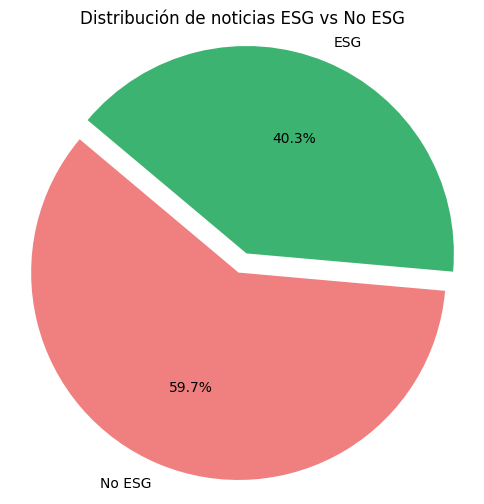 Distribución de noticias ESG vs No ESG
ESG
40.3%
59.7%
No ESG